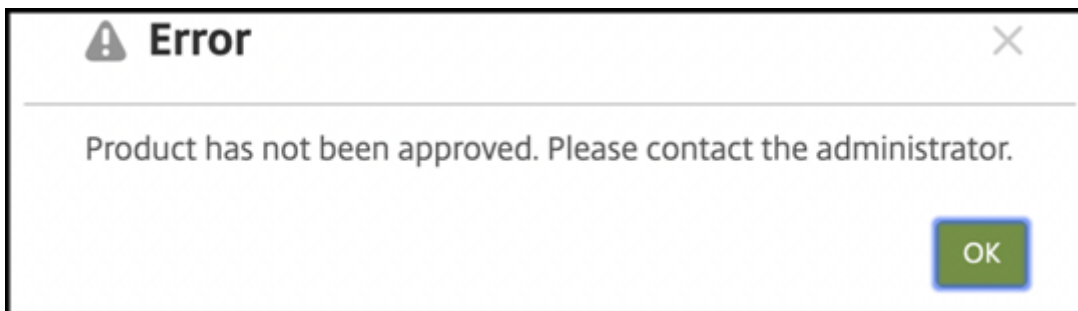 Error
Product has not been approved. Please contact the administrator.
OK